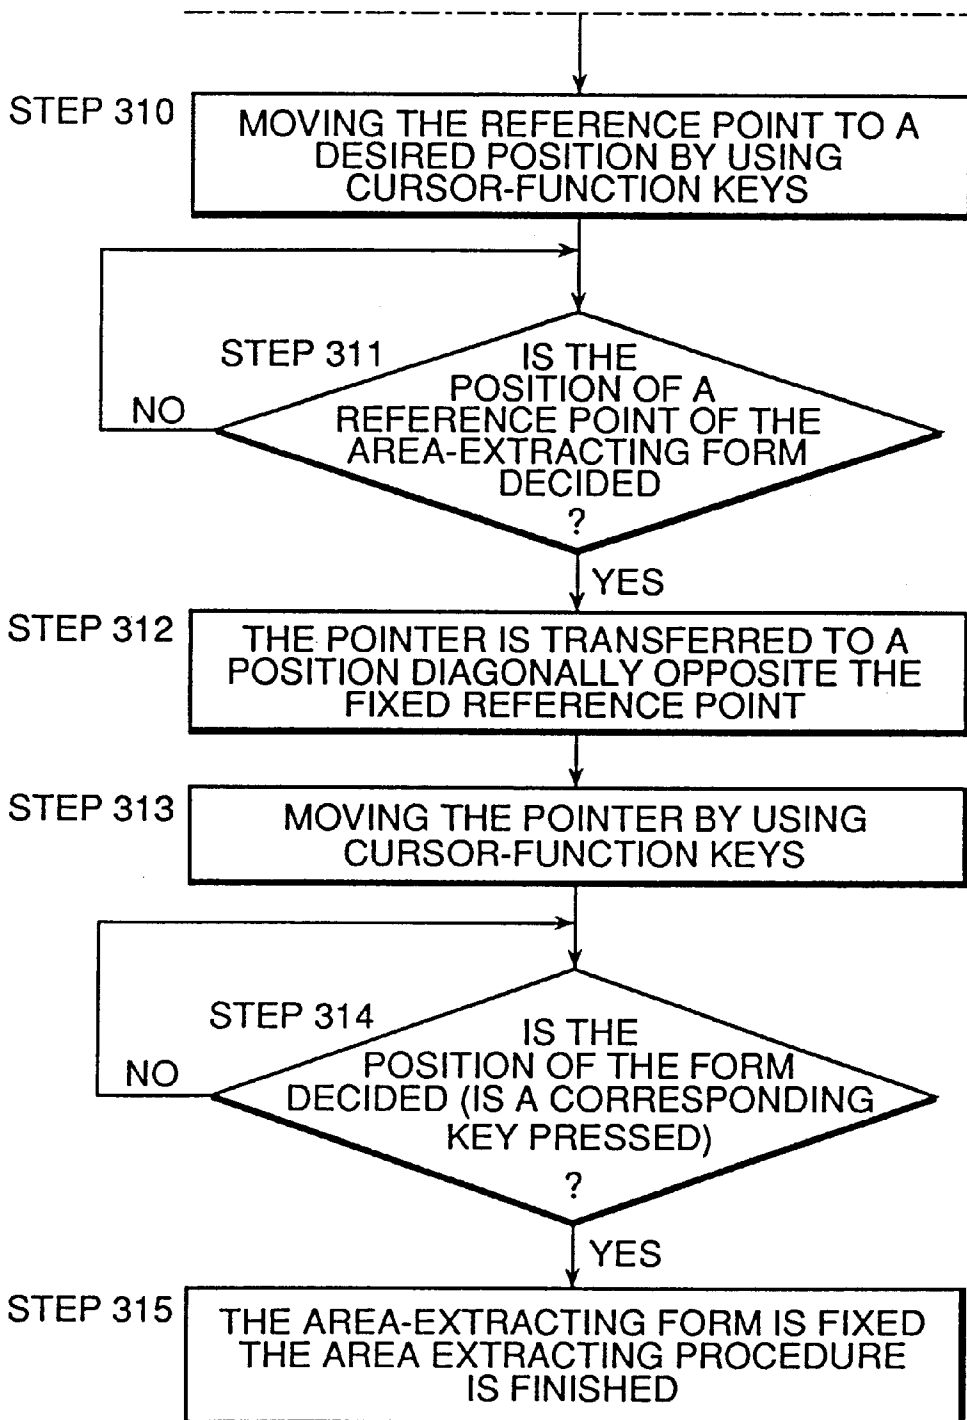 STEP 310
MOVING THE REFERENCE POINT TO A
DESIRED POSITION BY USING
CURSOR-FUNCTION KEYS
STEP 311
IS THE
POSITION OF A
REFERENCE POINT OF THE
AREA-EXTRACTING FORM
DECIDED
?
NO
YES
STEP 312
THE POINTER IS TRANSFERRED TO A
POSITION DIAGONALLY OPPOSITE THE
FIXED REFERENCE POINT
STEP 313
MOVING THE POINTER BY USING
CURSOR-FUNCTION KEYS
STEP 314
IS THE
POSITION OF THE FORM
DECIDED (IS A CORRESPONDING
KEY PRESSED)
?
NO
YES
STEP 315
THE AREA-EXTRACTING FORM IS FIXED
THE AREA EXTRACTING PROCEDURE
IS FINISHED